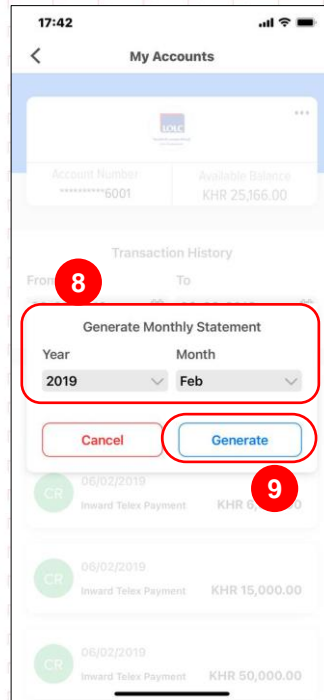 17:42
My Accounts
LOLC
Account Number
Available Balance
**********6001
KHR 25,166.00
Transaction History
From
To
8
Generate Monthly Statement
Year
Month
2019
Feb
Cancel
Generate
9
CR
06/02/2019
Inward Telex Payment
CR
06/02/2019
Inward Telex Payment
KHR 15,000.00
CR
06/02/2019
Inward Telex Payment
KHR 50,000.00